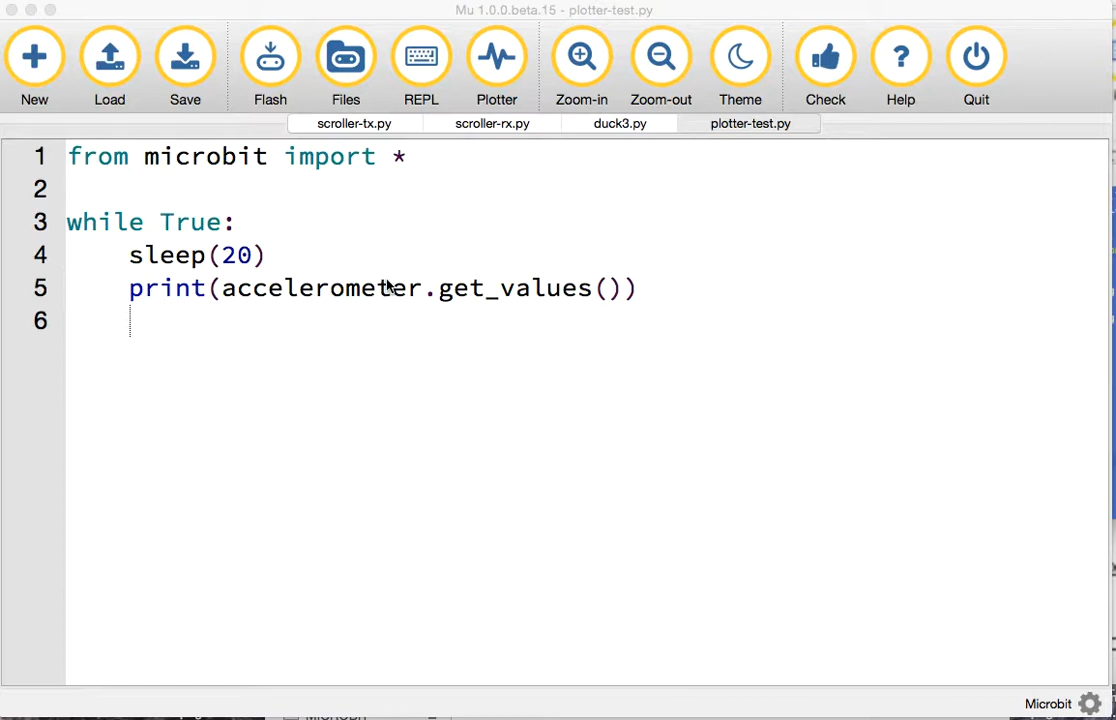 Mu 1.0.0.beta.15 - plotter-test.py
New Load Save Flash Files REPL Plotter Zoom-in Zoom-out Theme Check Help Quit
scroller-tx.py scroller-rx.py duck3.py plotter-test.py
1 from microbit import *
2
3 while True:
4 sleep(20)
5 print(accelerometer.get_values())
6
Microbit